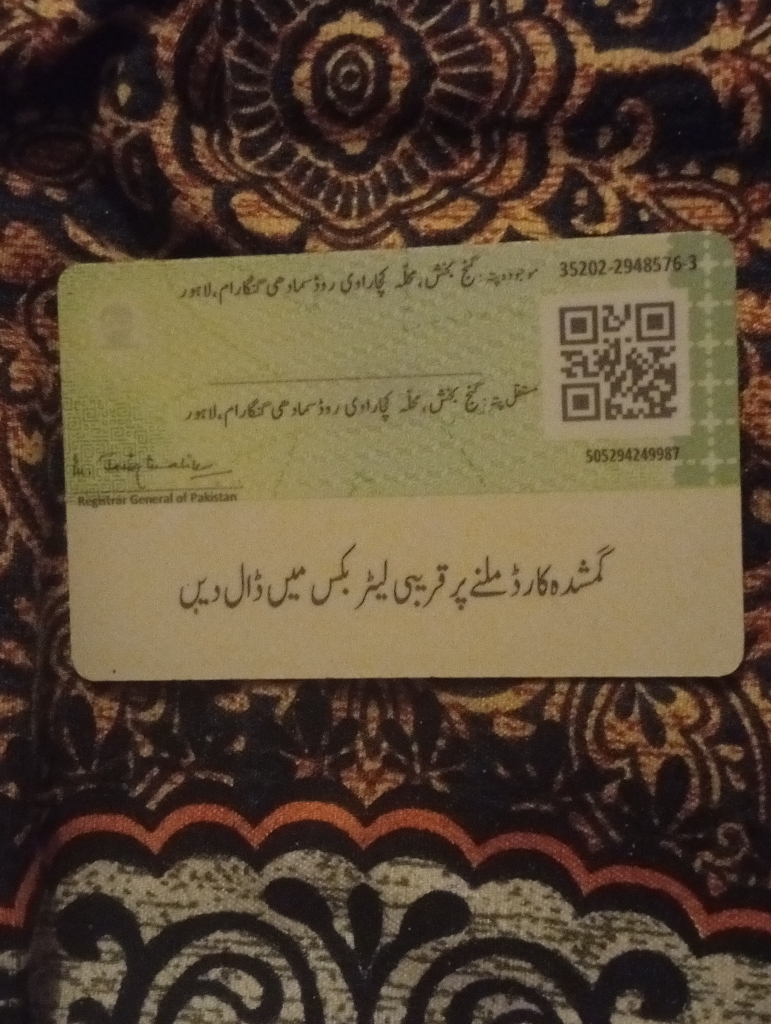 35202-2948576-3
موجودہ پتہ: گنج بخش، محلہ کچا راوی روڈ سمادھی گنگارام، لاہور
مستقل پتہ: گنج بخش، محلہ کچا راوی روڈ سمادھی گنگارام، لاہور
505294249987
Registrar General of Pakistan
گمشدہ کارڈ ملنے پر قریبی لیٹر بکس میں ڈال دیں